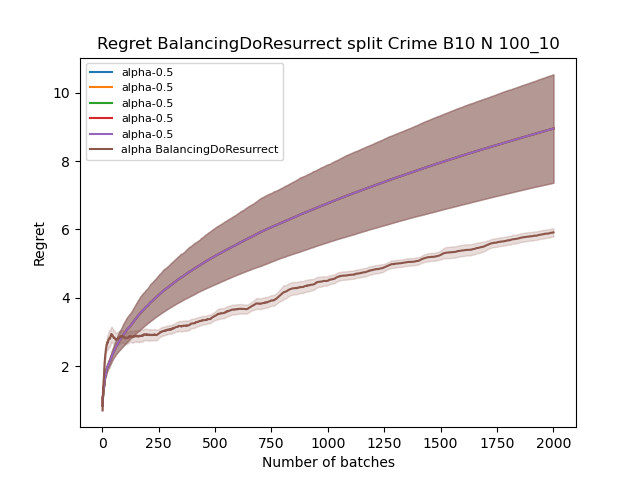 Regret BalancingDoResurrect split Crime B10 N 100_10
alpha-0.5
alpha-0.5
alpha-0.5
alpha-0.5
alpha-0.5
alpha BalancingDoResurrect
Regret
10
8
6
4
2
0 250 500 750 1000 1250 1500 1750 2000
Number of batches